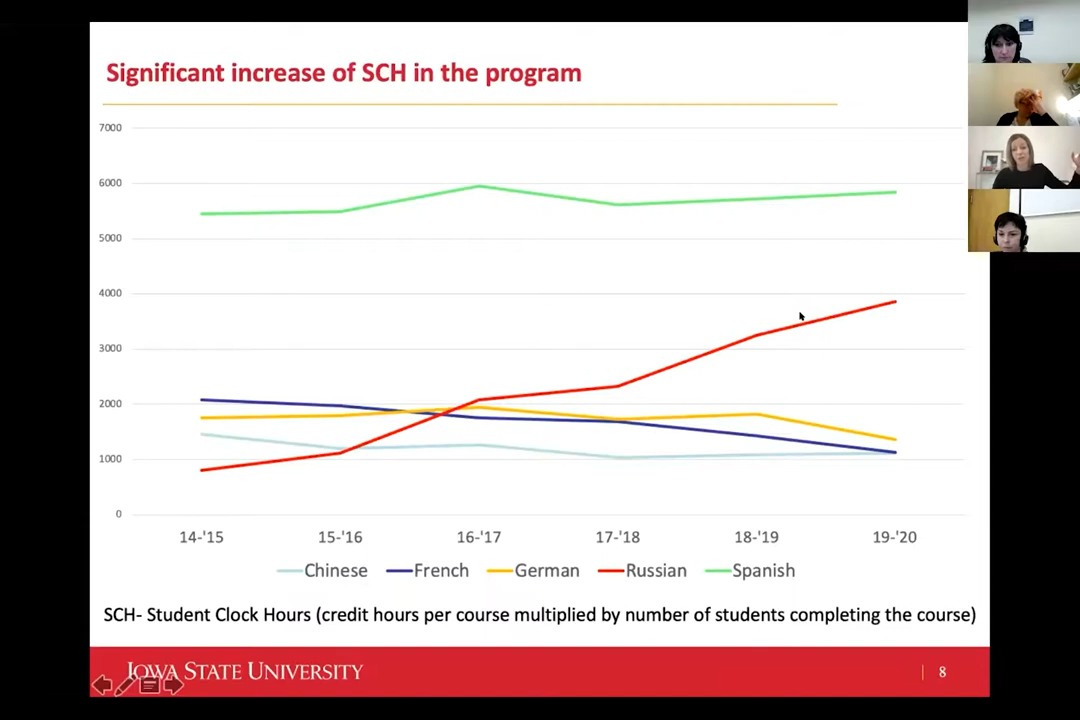 Significant increase of SCH in the program
7000
6000
5000
4000
3000
2000
1000
0
14-'15 15-'16 16-'17 17-'18 18-'19 19-'20
Chinese French German Russian Spanish
SCH- Student Clock Hours (credit hours per course multiplied by number of students completing the course)
IOWA STATE UNIVERSITY
8